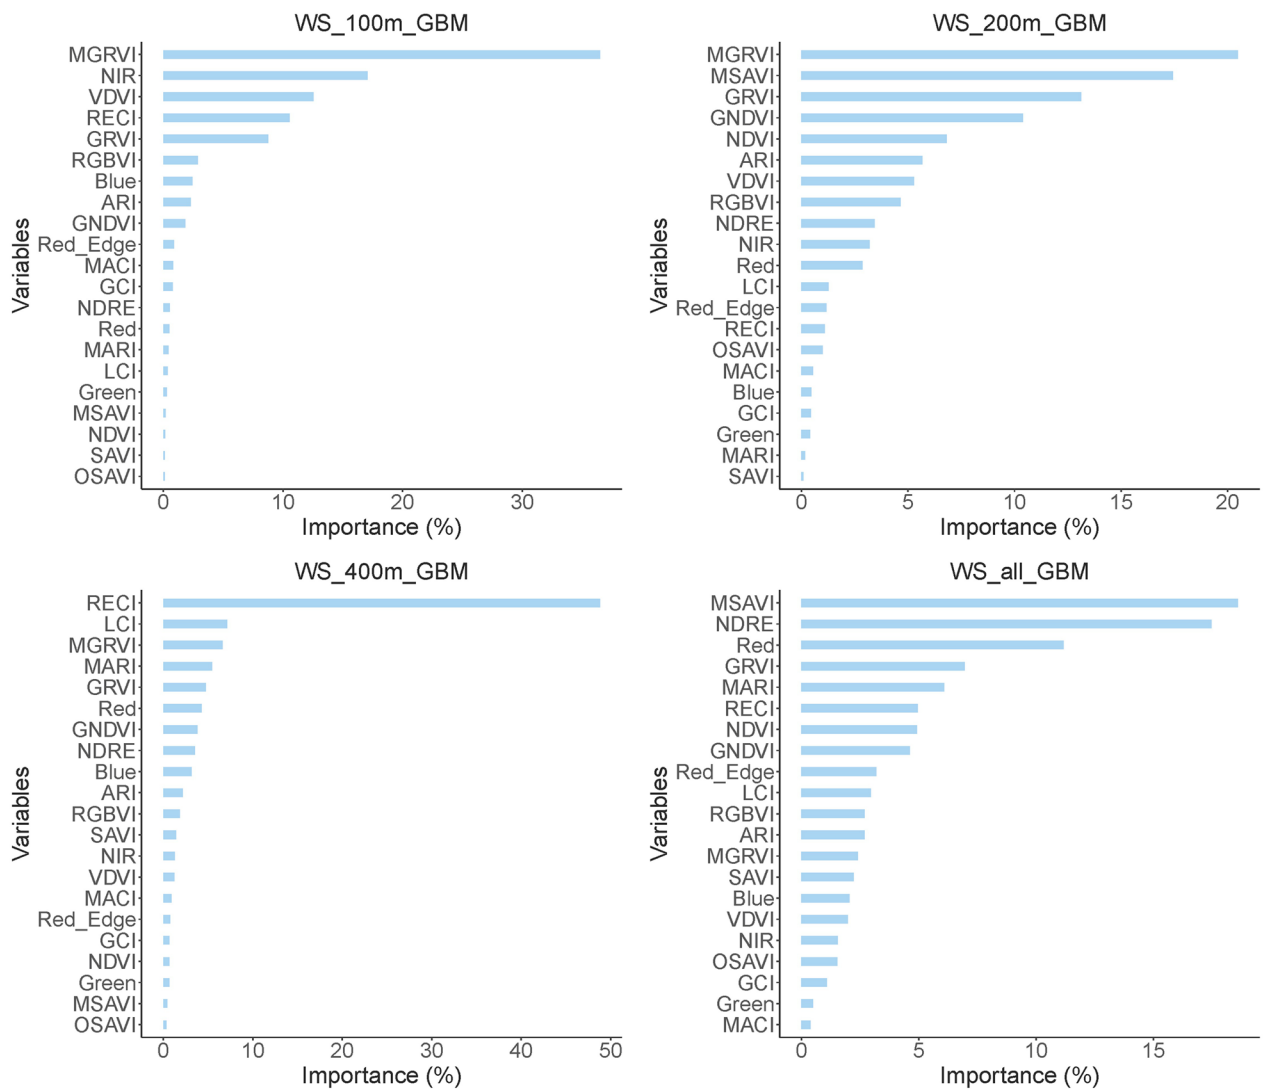 WS_100m_GBM
Variables
MGRVI
NIR
VDVI
RECI
GRVI
RGBVI
Blue
ARI
GNDVI
Red_Edge
MACI
GCI
NDRE
Red
MARI
LCI
Green
MSAVI
NDVI
SAVI
OSAVI
0 10 20 30
Importance (%)
WS_200m_GBM
Variables
MGRVI
MSAVI
GRVI
GNDVI
NDVI
ARI
VDVI
RGBVI
NDRE
NIR
Red
LCI
Red_Edge
RECI
OSAVI
MACI
Blue
GCI
Green
MARI
SAVI
0 5 10 15 20
Importance (%)
WS_400m_GBM
Variables
RECI
LCI
MGRVI
MARI
GRVI
Red
GNDVI
NDRE
Blue
ARI
RGBVI
SAVI
NIR
VDVI
MACI
Red_Edge
GCI
NDVI
Green
MSAVI
OSAVI
0 10 20 30 40 50
Importance (%)
WS_all_GBM
Variables
MSAVI
NDRE
Red
GRVI
MARI
RECI
NDVI
GNDVI
Red_Edge
LCI
RGBVI
ARI
MGRVI
SAVI
Blue
VDVI
NIR
OSAVI
GCI
Green
MACI
0 5 10 15
Importance (%)